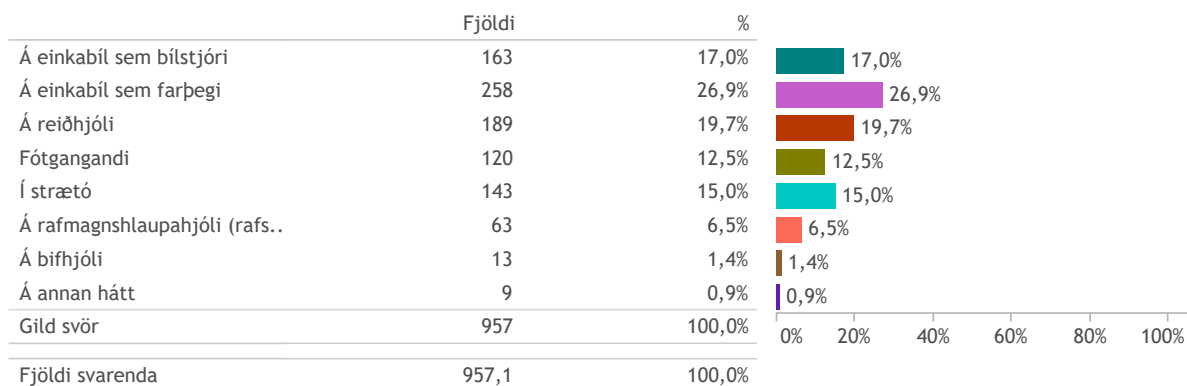 Fjöldi %
Á einkabíl sem bílstjóri 163 17,0% 17,0%
Á einkabíl sem farþegi 258 26,9% 26,9%
Á reiðhjóli 189 19,7% 19,7%
Fótgangandi 120 12,5% 12,5%
Í strætó 143 15,0% 15,0%
Á rafmagnshlaupahjóli (rafs.. 63 6,5% 6,5%
Á bifhjóli 13 1,4% 1,4%
Á annan hátt 9 0,9% 0,9%
Gild svör 957 100,0%
0% 20% 40% 60% 80% 100%
Fjöldi svarenda 957,1 100,0%